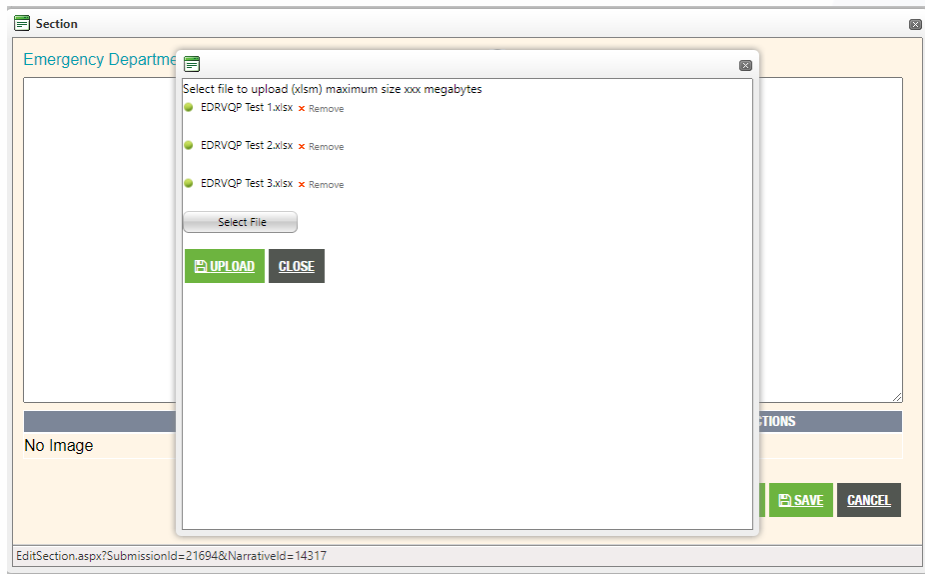 Section
Emergency Departme
Select file to upload (xlsm) maximum size xxx megabytes
EDRVQP Test 1.xlsx × Remove
EDRVQP Test 2.xlsx × Remove
EDRVQP Test 3.xlsx × Remove
Select File
UPLOAD CLOSE
CTIONS
No Image
SAVE CANCEL
EditSection.aspx?SubmissionId=21694&NarrativeId=14317